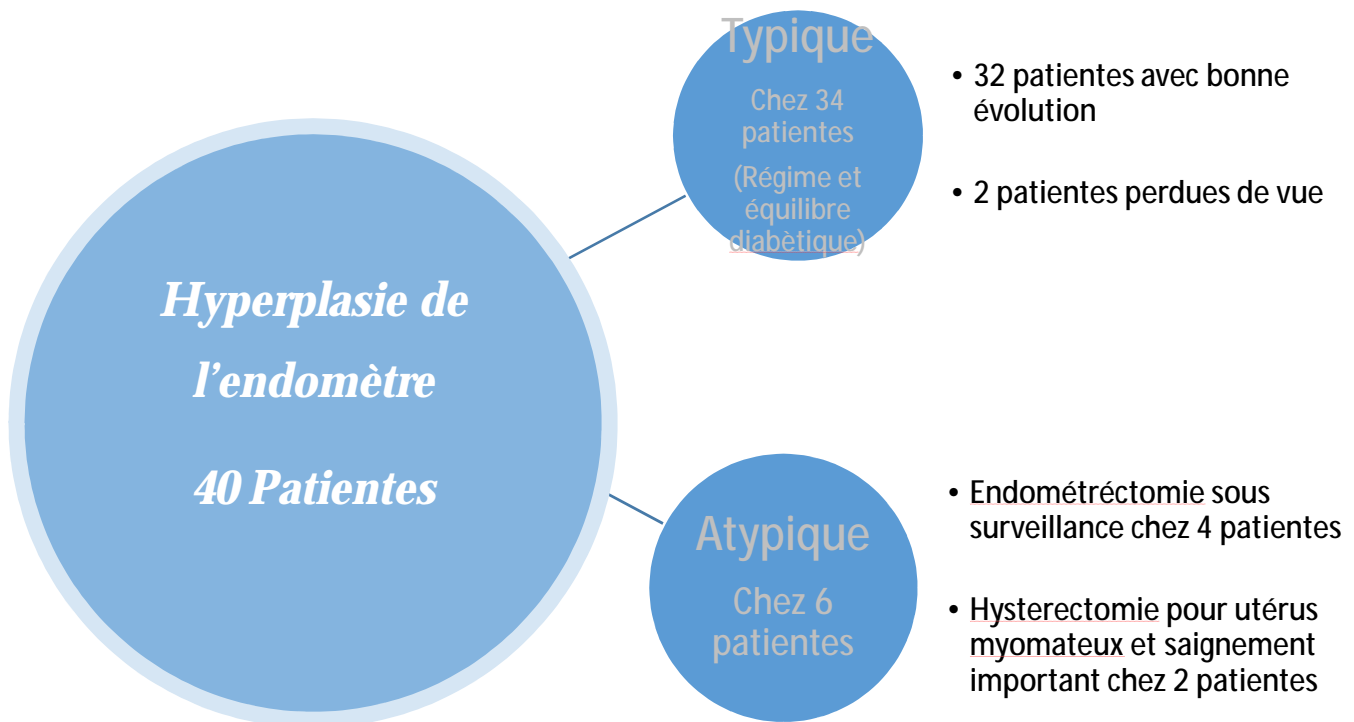 Hyperplasie de
l'endomètre
40 Patientes
Typique
Chez 34
patientes
(Régime et
équilibre
diabètique)
• 32 patientes avec bonne
évolution
• 2 patientes perdues de vue
Atypique
Chez 6
patientes
• Endométréctomie sous
surveillance chez 4 patientes
• Hysterectomie pour utérus
myomateux et saignement
important chez 2 patientes